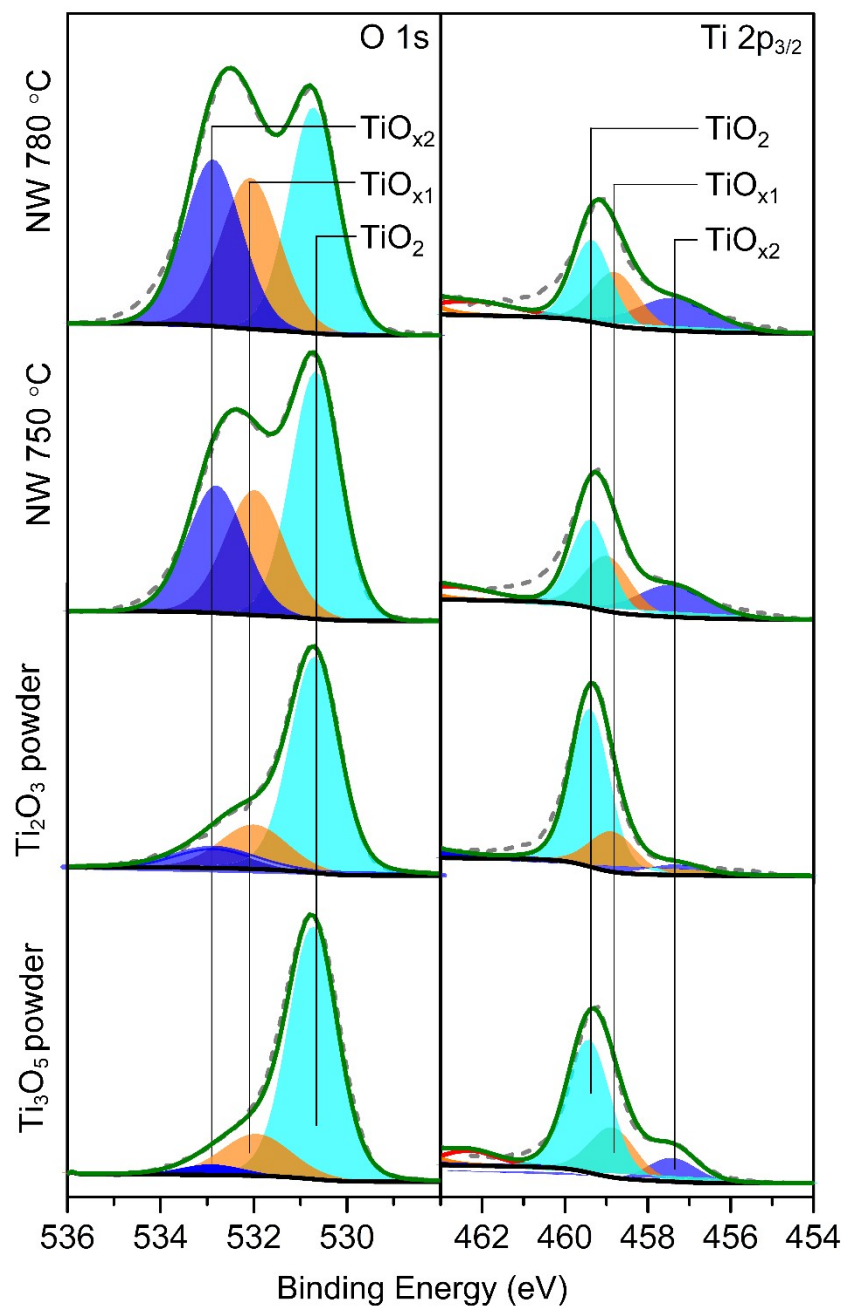 O 1s
Ti 2p3/2
NW 780 °C
TiOx2
TiOx1
TiO2
TiO2
TiOx1
TiOx2
NW 750 °C
Ti2O3 powder
Ti3O5 powder
536 534 532 530 462 460 458 456 454
Binding Energy (eV)